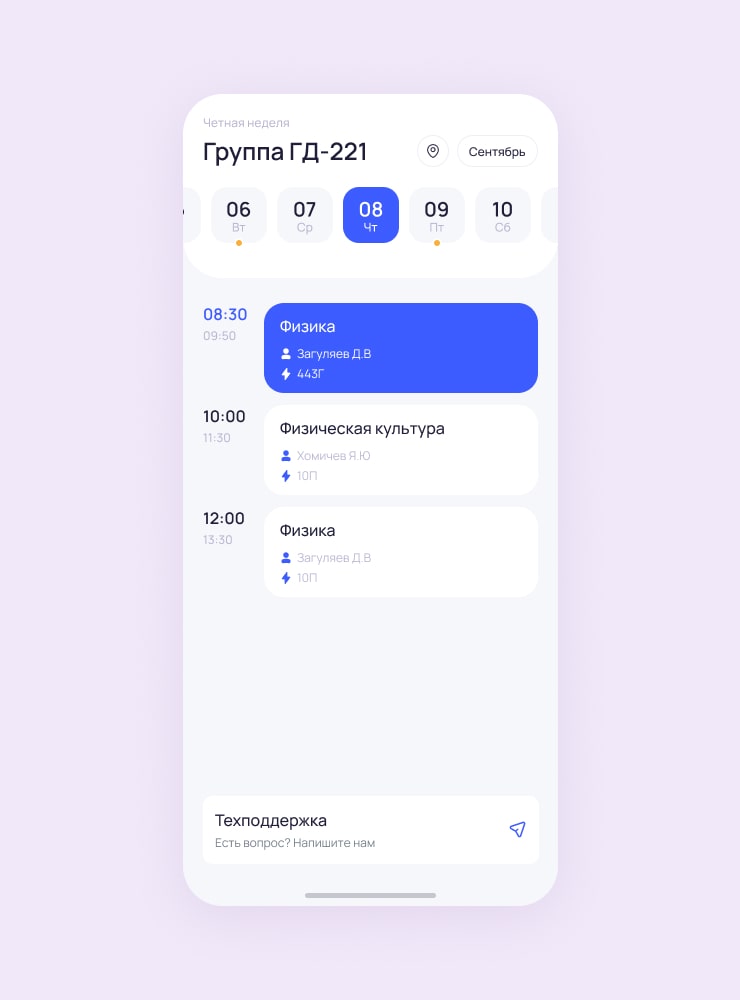 Четная неделя
Группа ГД-221
Сентябрь
06 07 08 09 10
Вт Ср Чт Пт Сб
08:30
09:50
Физика
Загуляев Д.В
443Г
10:00
11:30
Физическая культура
Хомичев Я.Ю
10П
12:00
13:30
Физика
Загуляев Д.В
10П
Техподдержка
Есть вопрос? Напишите нам